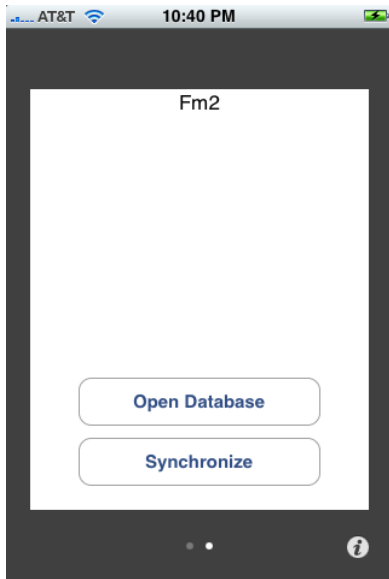 AT&T 10:40 PM
Fm2
Open Database
Synchronize
i